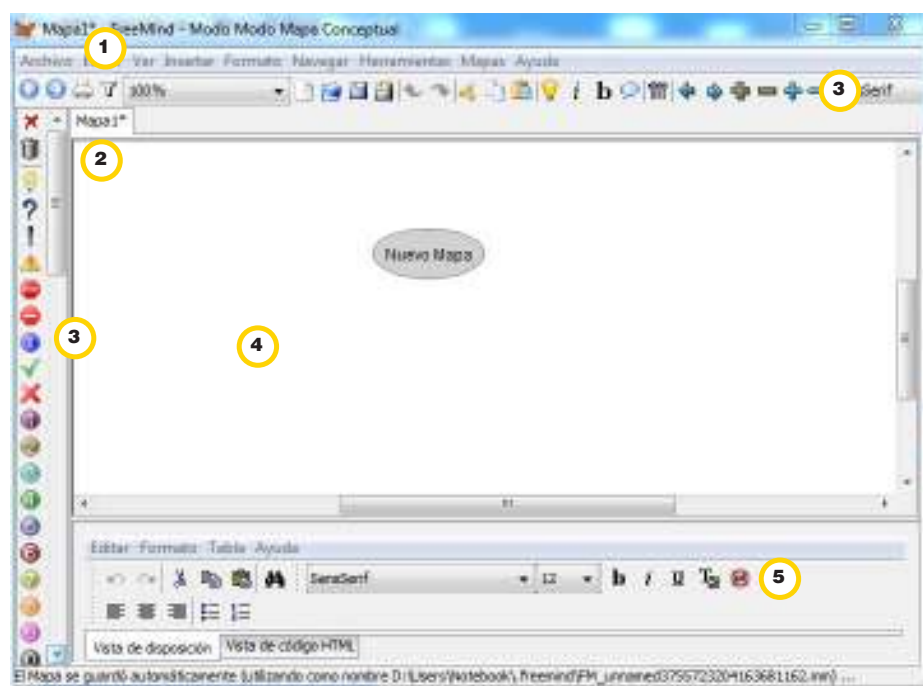 Mapa1* - FreeMind - Modo Modo Mapa Conceptual
1
Archivo Ver Insertar Formato Navegar Herramientas Mapas Ayuda
100% i b 3 Serif
Mapa1*
2
Nuevo Mapa
3
4
Editar Formato Tabla Ayuda
SansSerif 12 b i U T 5
Vista de disposición Vista de código HTML
El Mapa se guardó automáticamente (utilizando como nombre D:\Users\Notebook\.freemind\FM_unnamed3755723204163681162.mm) ...